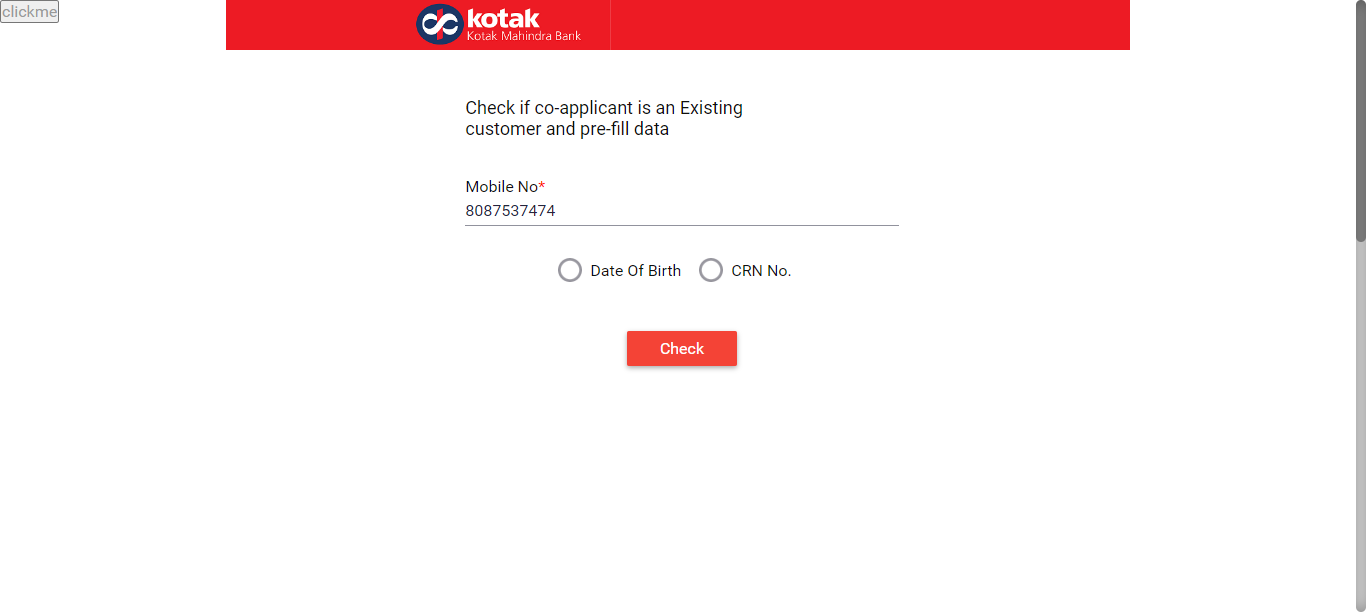 clickme
kotak
Kotak Mahindra Bank
Check if co-applicant is an Existing
customer and pre-fill data
Mobile No*
8087537474
Date Of Birth CRN No.
Check